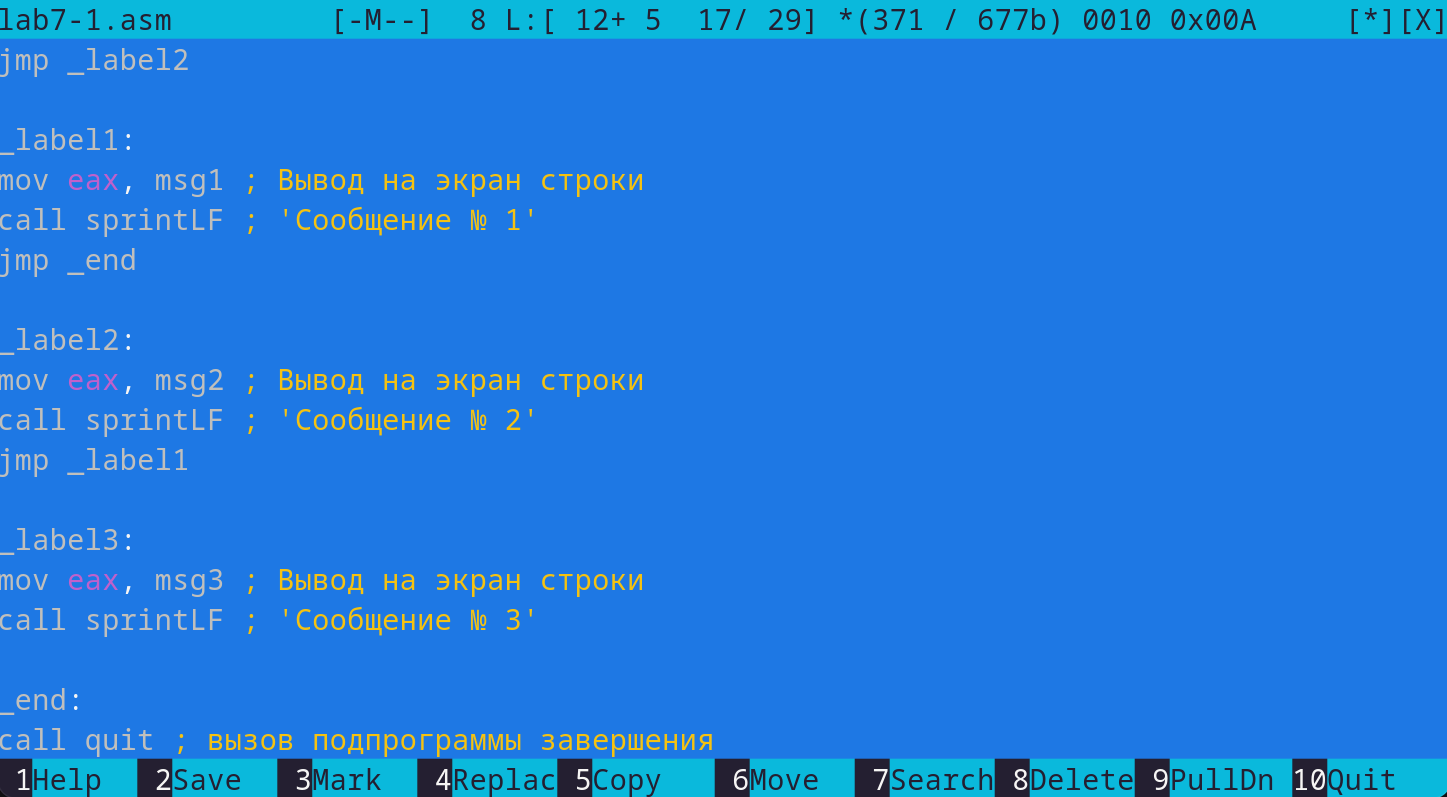 lab7-1.asm [-M--] 8 L:[ 12+ 5 17/ 29] *(371 / 677b) 0010 0x00A [*][X]
jmp _label2
_label1:
mov eax, msg1 ; Вывод на экран строки
call sprintLF ; 'Сообщение № 1'
jmp _end
_label2:
mov eax, msg2 ; Вывод на экран строки
call sprintLF ; 'Сообщение № 2'
jmp _label1
_label3:
mov eax, msg3 ; Вывод на экран строки
call sprintLF ; 'Сообщение № 3'
_end:
call quit ; вызов подпрограммы завершения
1Help 2Save 3Mark 4Replac 5Copy 6Move 7Search 8Delete 9PullDn 10Quit